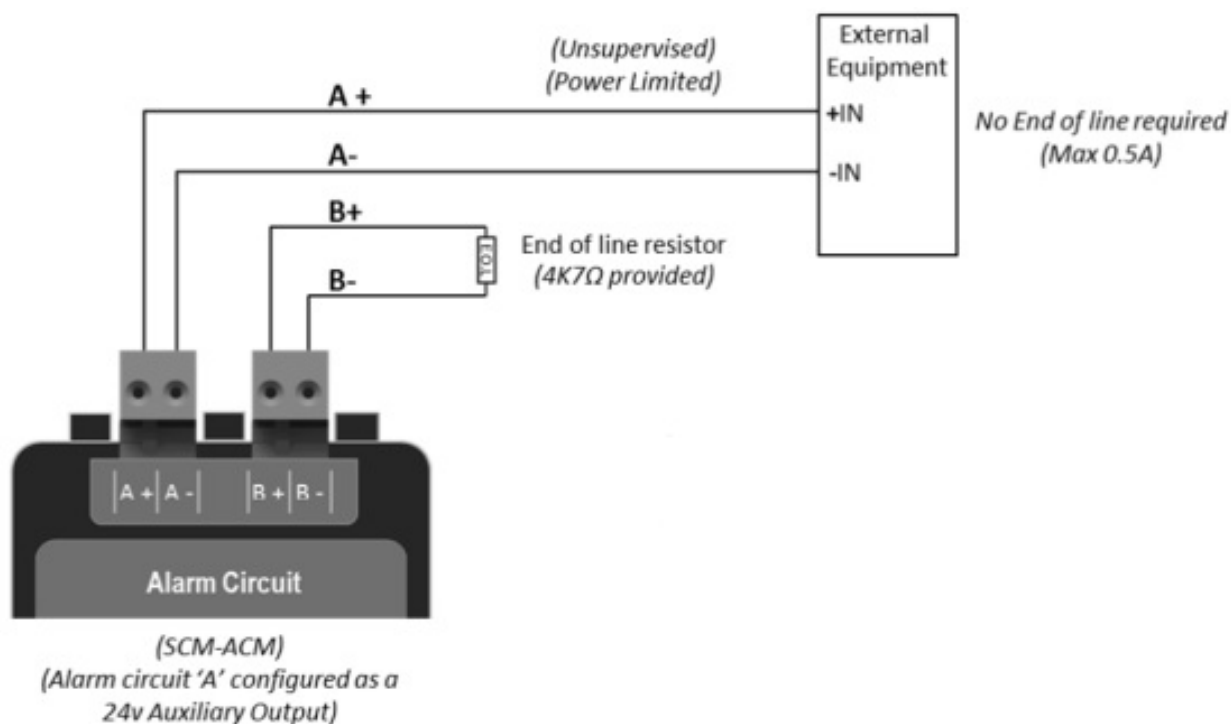 External
Equipment
(Unsupervised)
(Power Limited)
A +
+IN
No End of line required
(Max 0.5A)
A-
-IN
B+
End of line resistor
(4K7Ω provided)
EOL
B-
A + A - B + B -
Alarm Circuit
(SCM-ACM)
(Alarm circuit ‘A’ configured as a
24v Auxiliary Output)